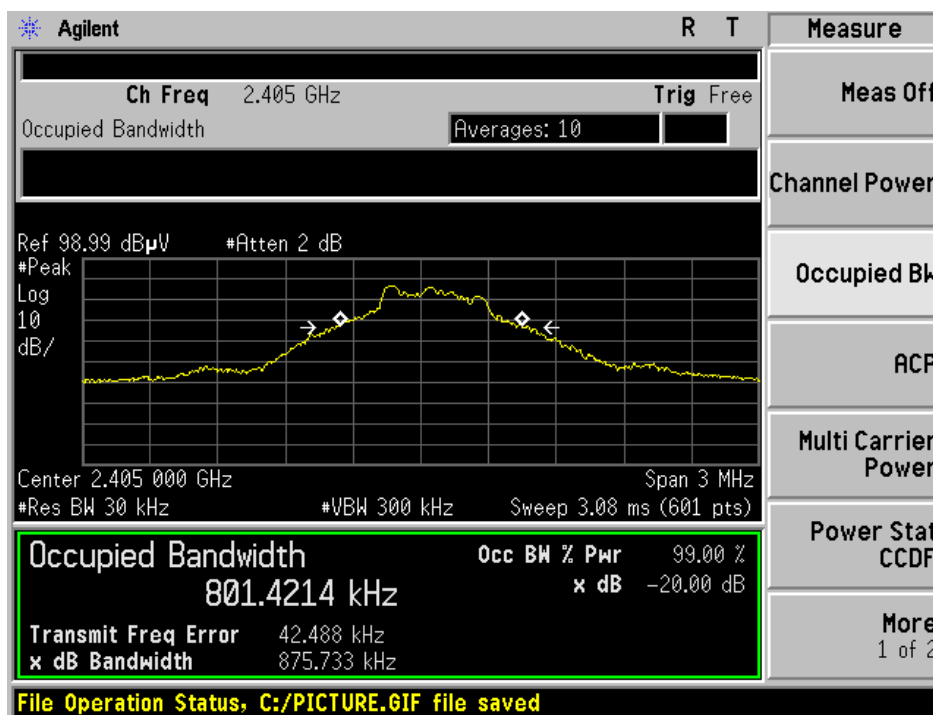 Agilent R T
Measure
Ch Freq 2.405 GHz Trig Free
Occupied Bandwidth Averages: 10
Meas Off
Channel Power
Ref 98.99 dBµV #Atten 2 dB
#Peak
Log
10
dB/
Occupied BW
ACP
Multi Carrier
Power
Center 2.405 000 GHz Span 3 MHz
#Res BW 30 kHz #VBW 300 kHz Sweep 3.08 ms (601 pts)
Power Stat
CCDF
Occupied Bandwidth
801.4214 kHz
Occ BW % Pwr 99.00 %
x dB -20.00 dB
Transmit Freq Error 42.488 kHz
x dB Bandwidth 875.733 kHz
More
1 of 2
File Operation Status, C:/PICTURE.GIF file saved